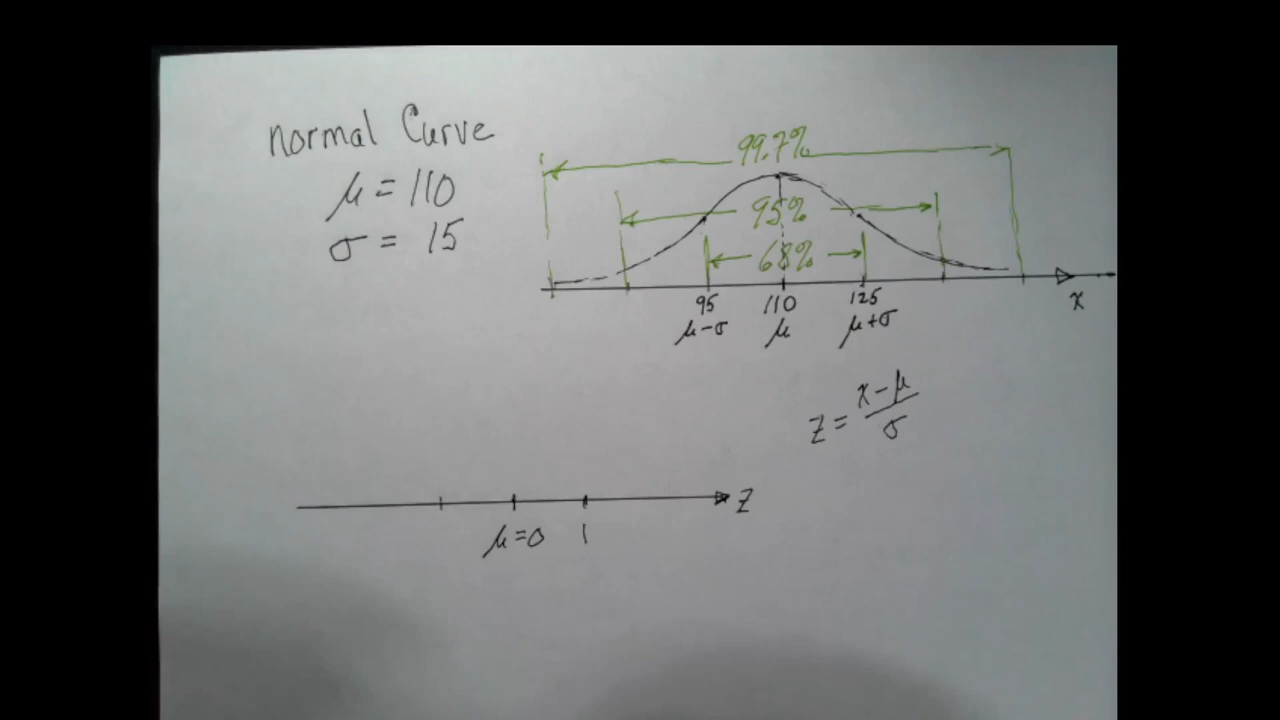 normal Curve
μ = 110
σ = 15
99.7%
95%
68%
95 110 125
μ-σ μ μ+σ
x
z = (x-μ)/σ
z
μ=0 1